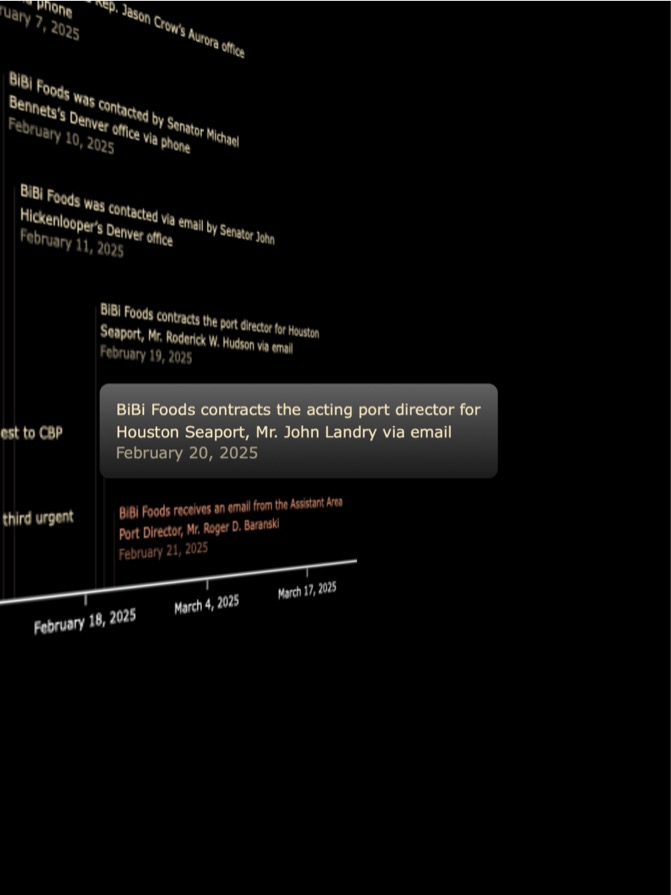 phone
Rep. Jason Crow's Aurora office
ruary 7, 2025
BiBi Foods was contacted by Senator Michael
Bennets's Denver office via phone
February 10, 2025
BiBi Foods was contacted via email by Senator John
Hickenlooper's Denver office
February 11, 2025
BiBi Foods contracts the port director for Houston
Seaport, Mr. Roderick W. Hudson via email
February 19, 2025
BiBi Foods contracts the acting port director for
Houston Seaport, Mr. John Landry via email
February 20, 2025
est to CBP
third urgent
BiBi Foods receives an email from the Assistant Area
Port Director, Mr. Roger D. Baranski
February 21, 2025
February 18, 2025
March 4, 2025
March 17, 2025